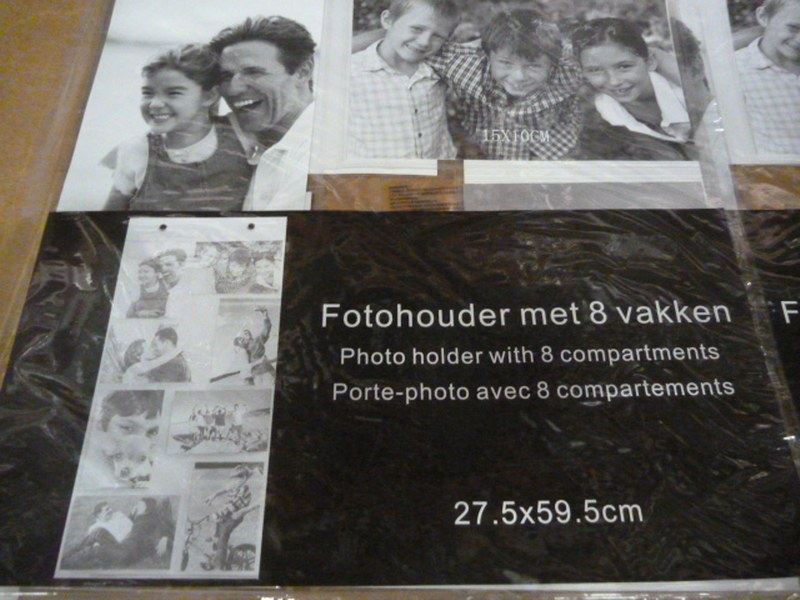 15X10CM
Fotohouder met 8 vakken
Photo holder with 8 compartments
Porte-photo avec 8 compartements
27.5x59.5cm
F